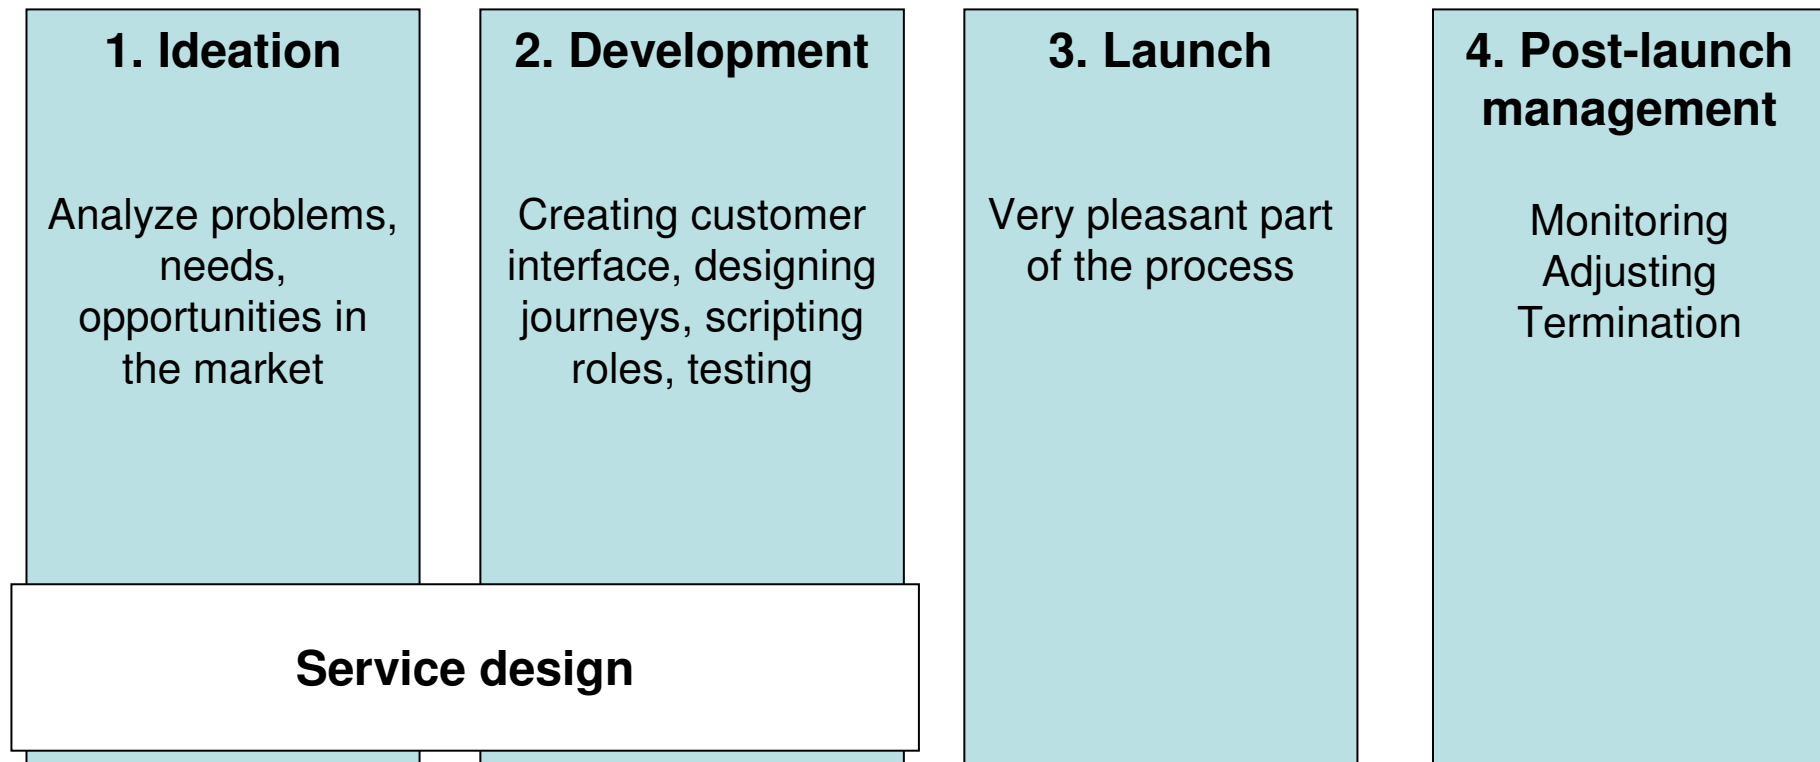 1. Ideation
Analyze problems,
needs,
opportunities in
the market
2. Development
Creating customer
interface, designing
journeys, scripting
roles, testing
3. Launch
Very pleasant part
of the process
4. Post-launch
management
Monitoring
Adjusting
Termination
Service design